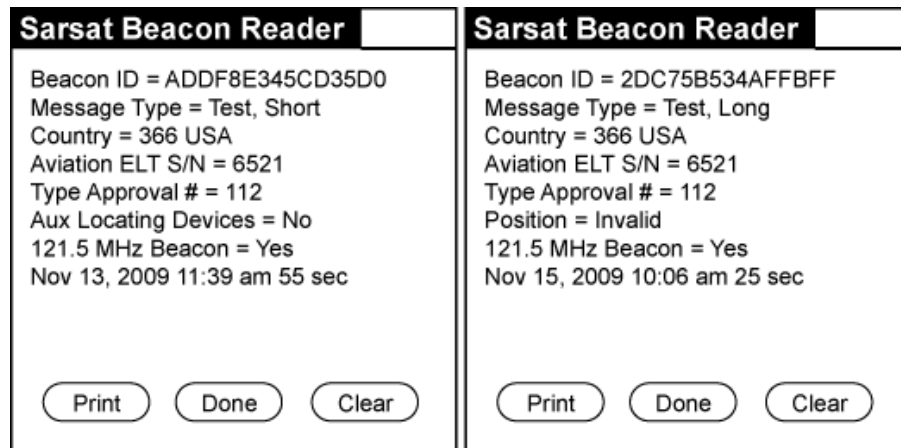 Sarsat Beacon Reader
Beacon ID = ADDF8E345CD35D0
Message Type = Test, Short
Country = 366 USA
Aviation ELT S/N = 6521
Type Approval # = 112
Aux Locating Devices = No
121.5 MHz Beacon = Yes
Nov 13, 2009 11:39 am 55 sec
Print
Done
Clear
Sarsat Beacon Reader
Beacon ID = 2DC75B534AFFBFF
Message Type = Test, Long
Country = 366 USA
Aviation ELT S/N = 6521
Type Approval # = 112
Position = Invalid
121.5 MHz Beacon = Yes
Nov 15, 2009 10:06 am 25 sec
Print
Done
Clear